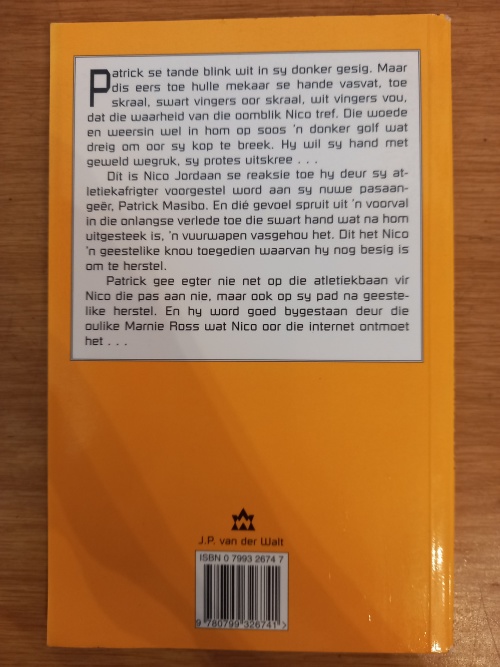 Patrick se tande blink wit in sy donker gesig. Maar
dis eers toe hulle mekaar se hande vasvat, toe
skraal, swart vingers oor skraal, wit vingers vou,
dat die waarheid van die oomblik Nico tref. Die woede
en weersin wel in hom op soos 'n donker golf wat
dreig om oor sy kop te breek. Hy wil sy hand met
geweld wegruk, sy protes uitskree . . .
Dit is Nico Jordaan se reaksie toe hy deur sy at-
letiekafrigter voorgestel word aan sy nuwe pasaan-
geër, Patrick Masibo. En dié gevoel spruit uit 'n voorval
in die onlangse verlede toe die swart hand wat na hom
uitgesteek is, 'n vuurwapen vasgehou het. Dit het Nico
'n geestelike knou toegedien waarvan hy nog besig is
om te herstel.
Patrick gee egter nie net op die atletiekbaan vir
Nico die pas aan nie, maar ook op sy pad na geeste-
like herstel. En hy word goed bygestaan deur die
oulike Marnie Ross wat Nico oor die internet ontmoet
het . . .
J.P. van der Walt
ISBN 0 7993 2674 7
9 780799 326741 >